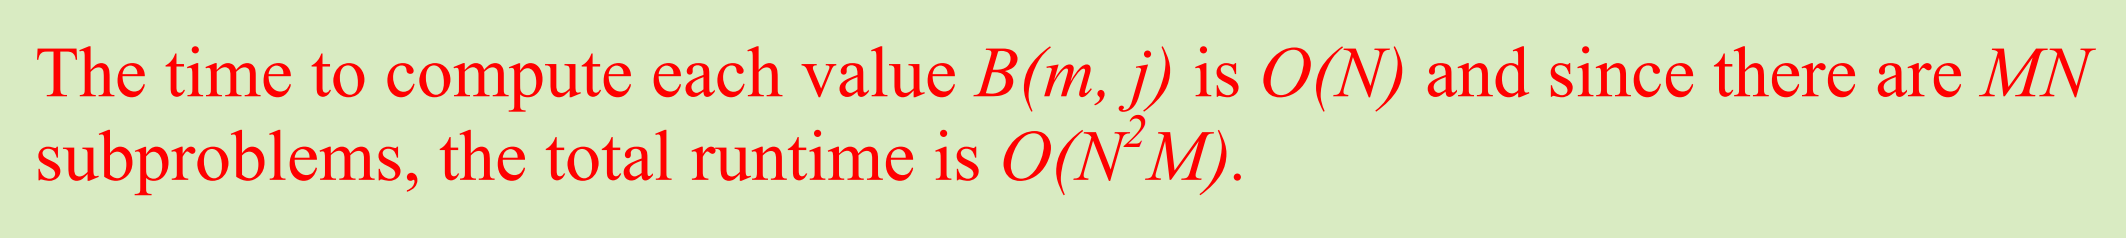 The time to compute each value B(m, j) is O(N) and since there are MN
subproblems, the total runtime is O(N²M).